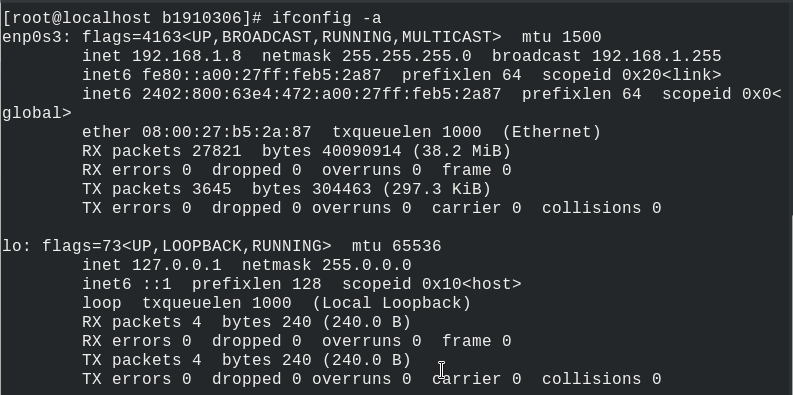 [root@localhost b1910306]# ifconfig -a
enp0s3: flags=4163<UP,BROADCAST,RUNNING,MULTICAST>  mtu 1500
        inet 192.168.1.8  netmask 255.255.255.0  broadcast 192.168.1.255
        inet6 fe80::a00:27ff:feb5:2a87  prefixlen 64  scopeid 0x20<link>
        inet6 2402:800:63e4:472:a00:27ff:feb5:2a87  prefixlen 64  scopeid 0x0<
global>
        ether 08:00:27:b5:2a:87  txqueuelen 1000  (Ethernet)
        RX packets 27821  bytes 40090914 (38.2 MiB)
        RX errors 0  dropped 0  overruns 0  frame 0
        TX packets 3645  bytes 304463 (297.3 KiB)
        TX errors 0  dropped 0 overruns 0  carrier 0  collisions 0

lo: flags=73<UP,LOOPBACK,RUNNING>  mtu 65536
        inet 127.0.0.1  netmask 255.0.0.0
        inet6 ::1  prefixlen 128  scopeid 0x10<host>
        loop  txqueuelen 1000  (Local Loopback)
        RX packets 4  bytes 240 (240.0 B)
        RX errors 0  dropped 0  overruns 0  frame 0
        TX packets 4  bytes 240 (240.0 B)
        TX errors 0  dropped 0 overruns 0  carrier 0  collisions 0